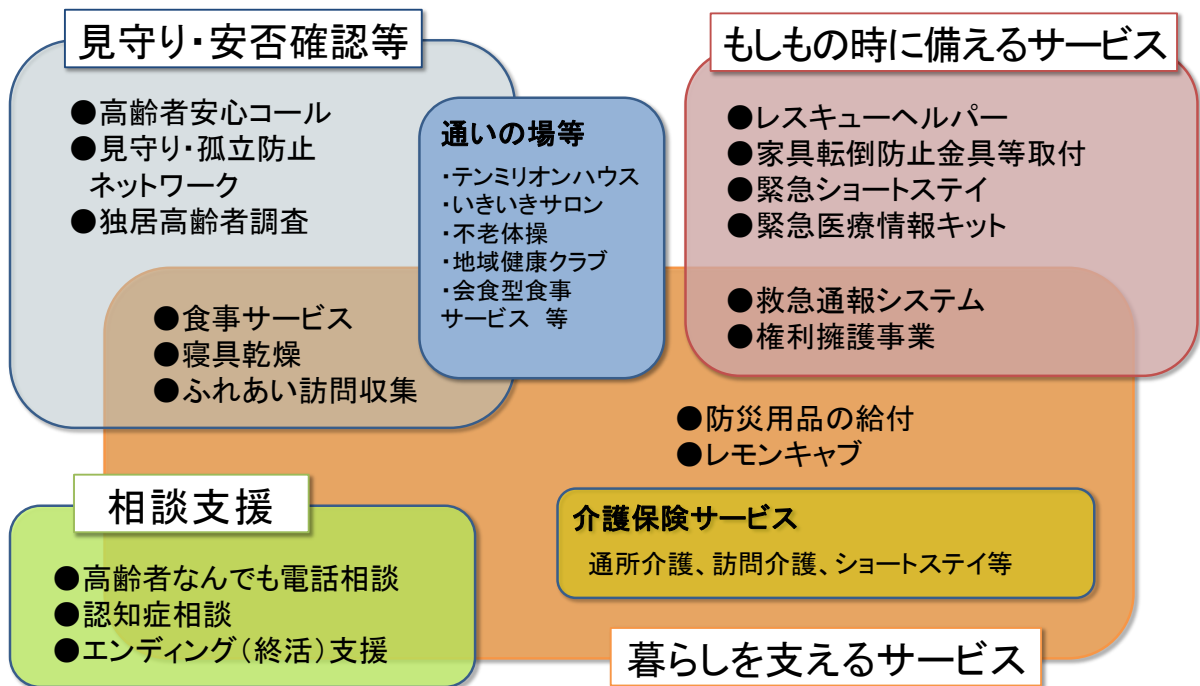 見守り・安否確認等
●高齢者安心コール
●見守り・孤立防止
ネットワーク
●独居高齢者調査
●食事サービス
●寝具乾燥
●ふれあい訪問収集
通いの場等
・テンミリオンハウス
・いきいきサロン
・不老体操
・地域健康クラブ
・会食型食事
サービス 等
もしもの時に備えるサービス
●レスキューヘルパー
●家具転倒防止金具等取付
●緊急ショートステイ
●緊急医療情報キット
●救急通報システム
●権利擁護事業
●防災用品の給付
●レモンキャブ
介護保険サービス
通所介護、訪問介護、ショートステイ等
相談支援
●高齢者なんでも電話相談
●認知症相談
●エンディング(終活)支援
暮らしを支えるサービス